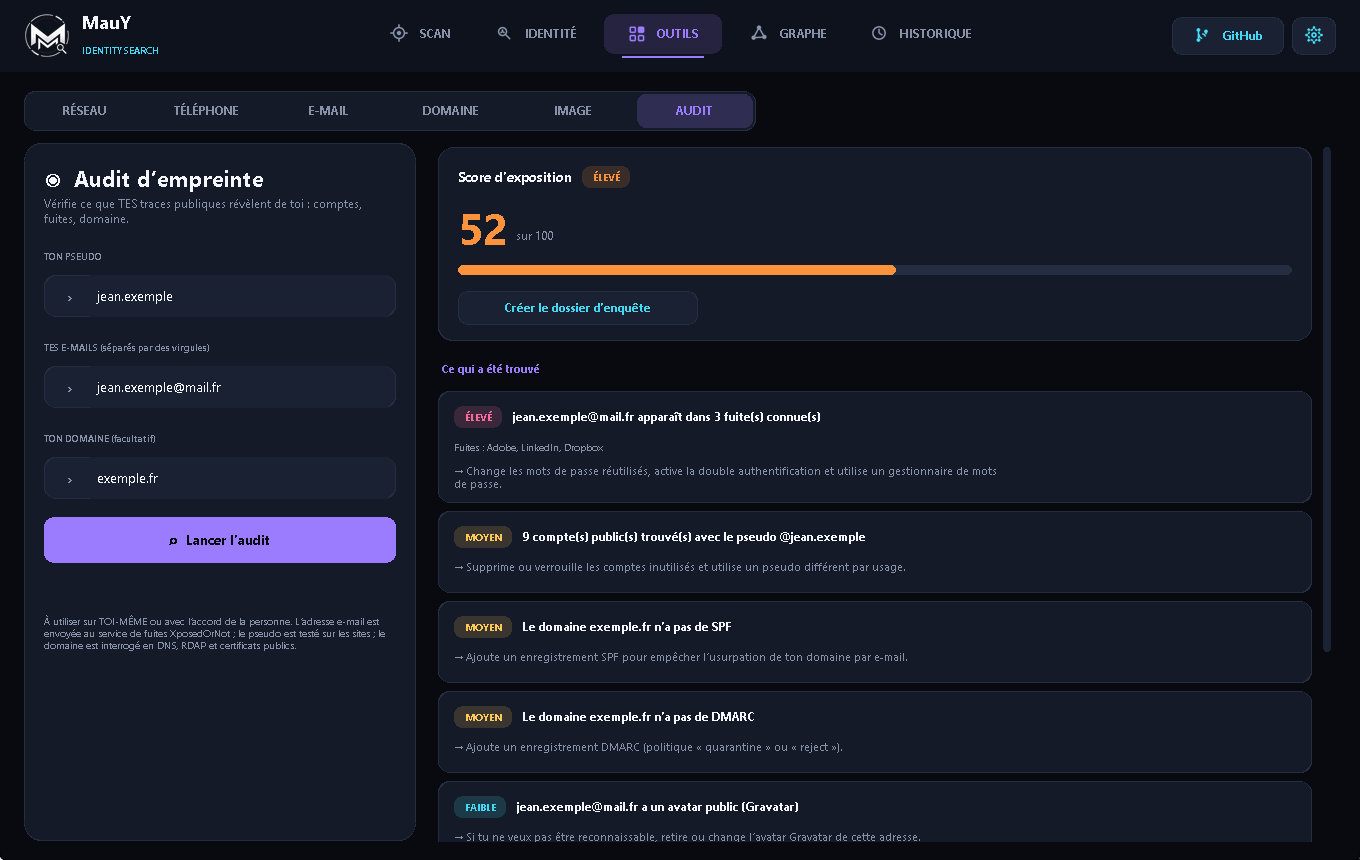 MauY
IDENTITY SEARCH
SCAN
IDENTITÉ
OUTILS
GRAPHE
HISTORIQUE
GitHub
RÉSEAU
TÉLÉPHONE
E-MAIL
DOMAINE
IMAGE
AUDIT
Audit d'empreinte
Vérifie ce que TES traces publiques révèlent de toi : comptes,
fuites, domaine.
TON PSEUDO
› jean.exemple
TES E-MAILS (séparés par des virgules)
› jean.exemple@mail.fr
TON DOMAINE (facultatif)
› exemple.fr
Lancer l'audit
À utiliser sur TOI-MÊME ou avec l'accord de la personne. L'adresse e-mail est
envoyée au service de fuites XposedOrNot ; le pseudo est testé sur les sites ; le
domaine est interrogé en DNS, RDAP et certificats publics.
Score d'exposition ÉLEVÉ
52 sur 100
Créer le dossier d'enquête
Ce qui a été trouvé
ÉLEVÉ jean.exemple@mail.fr apparaît dans 3 fuite(s) connue(s)
Fuites : Adobe, LinkedIn, Dropbox
→ Change les mots de passe réutilisés, active la double authentification et utilise un gestionnaire de mots
de passe.
MOYEN 9 compte(s) public(s) trouvé(s) avec le pseudo @jean.exemple
→ Supprime ou verrouille les comptes inutilisés et utilise un pseudo différent par usage.
MOYEN Le domaine exemple.fr n'a pas de SPF
→ Ajoute un enregistrement SPF pour empêcher l'usurpation de ton domaine par e-mail.
MOYEN Le domaine exemple.fr n'a pas de DMARC
→ Ajoute un enregistrement DMARC (politique « quarantine » ou « reject »).
FAIBLE jean.exemple@mail.fr a un avatar public (Gravatar)
→ Si tu ne veux pas être reconnaissable, retire ou change l'avatar Gravatar de cette adresse.